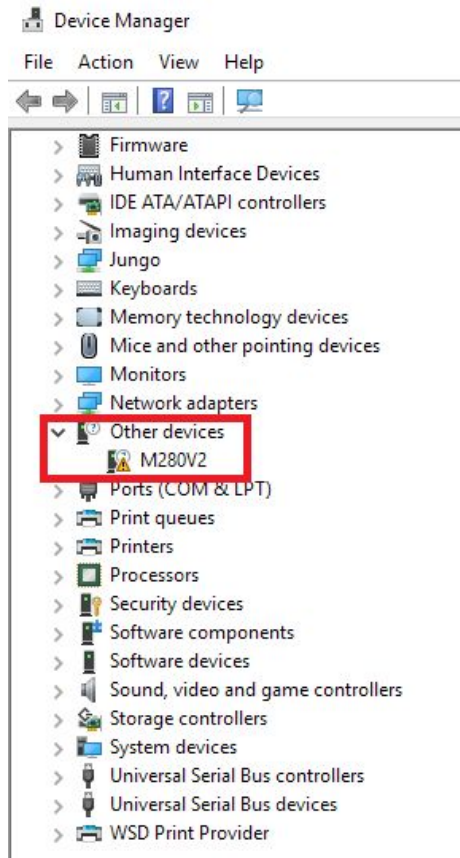 Device Manager
File Action View Help
Firmware
Human Interface Devices
IDE ATA/ATAPI controllers
Imaging devices
Jungo
Keyboards
Memory technology devices
Mice and other pointing devices
Monitors
Network adapters
Other devices
M280V2
Ports (COM & LPT)
Print queues
Printers
Processors
Security devices
Software components
Software devices
Sound, video and game controllers
Storage controllers
System devices
Universal Serial Bus controllers
Universal Serial Bus devices
WSD Print Provider